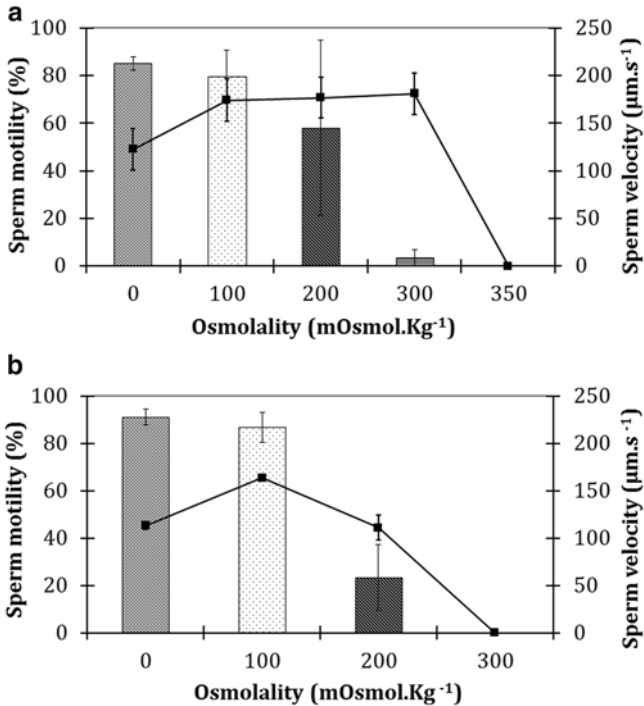 a
100 250
80 200
60 150
40 100
20 50
0 0
Sperm motility (%)
Sperm velocity (µm.s⁻¹)
0 100 200 300 350
Osmolality (mOsmol.Kg⁻¹)
b
100 250
80 200
60 150
40 100
20 50
0 0
Sperm motility (%)
Sperm velocity (µm.s⁻¹)
0 100 200 300
Osmolality (mOsmol.Kg⁻¹)